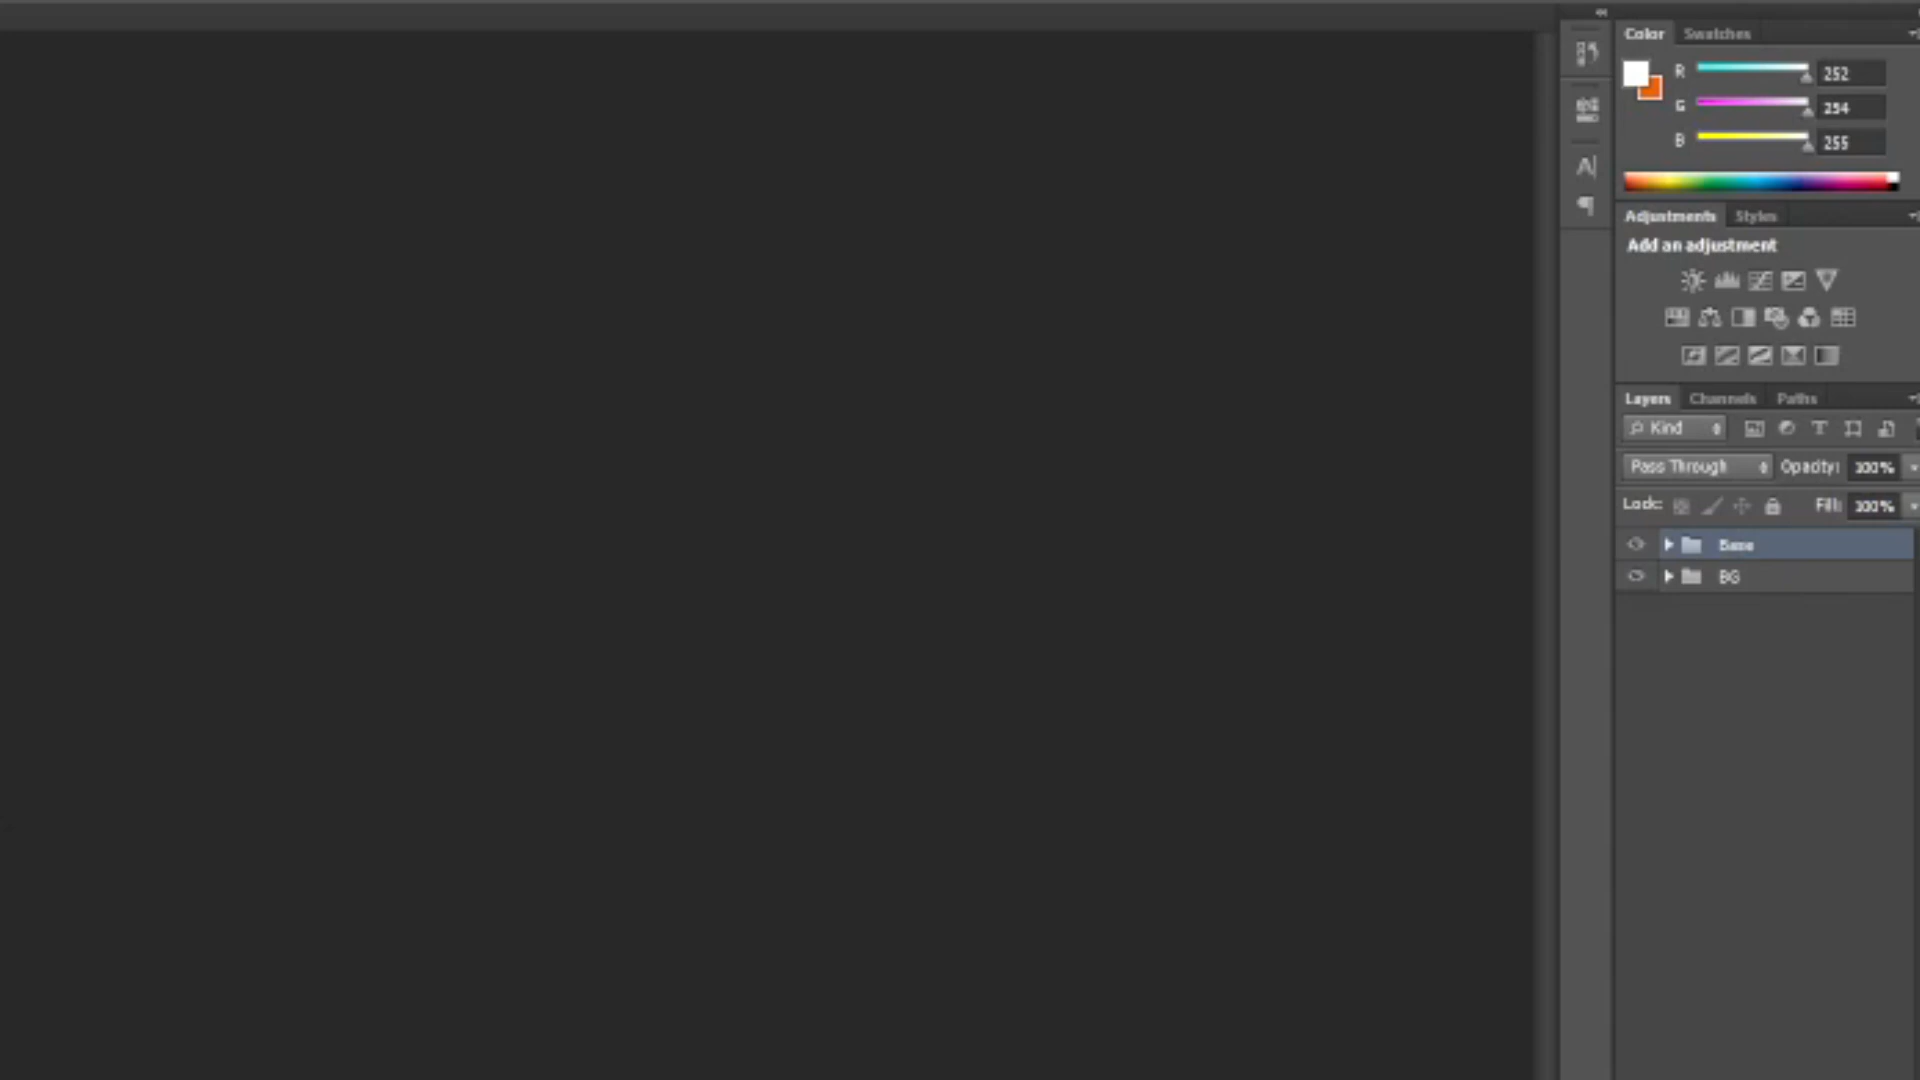 Color Swatches
R 252
G 254
B 255
A|
¶
Adjustments Styles
Add an adjustment
Layers Channels Paths
Kind T
Pass Through Opacity: 100%
Lock: Fill: 100%
Base
BG